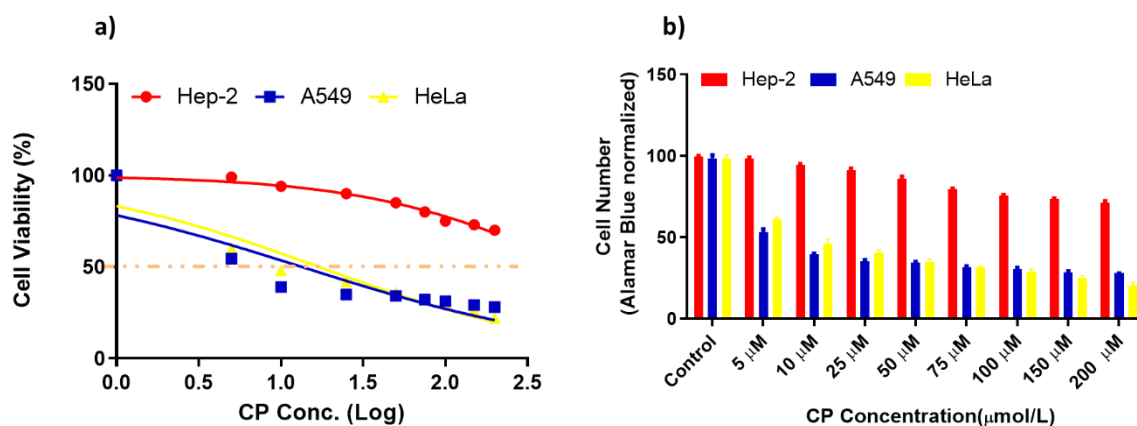 a)
Hep-2 A549 HeLa
Cell Viability (%)
150
100
50
0
0.0 0.5 1.0 1.5 2.0 2.5
CP Conc. (Log)
b)
Hep-2 A549 HeLa
Cell Number
(Alamar Blue normalized)
150
100
50
0
Control 5 μM 10 μM 25 μM 50 μM 75 μM 100 μM 150 μM 200 μM
CP Concentration(μmol/L)